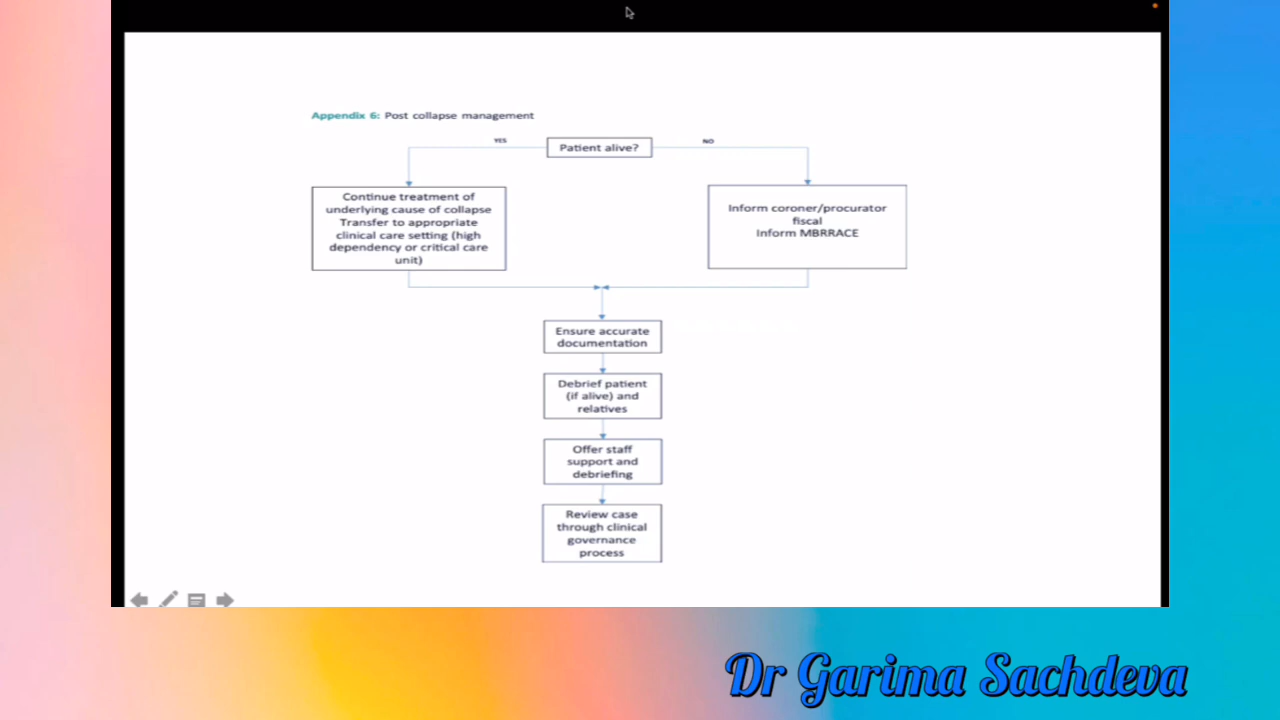 Appendix 6: Post collapse management
YES
Patient alive?
NO
Continue treatment of
underlying cause of collapse
Transfer to appropriate
clinical care setting (high
dependency or critical care
unit)
Inform coroner/procurator
fiscal
Inform MBRRACE
Ensure accurate
documentation
Debrief patient
(if alive) and
relatives
Offer staff
support and
debriefing
Review case
through clinical
governance
process
Dr Garima Sachdeva